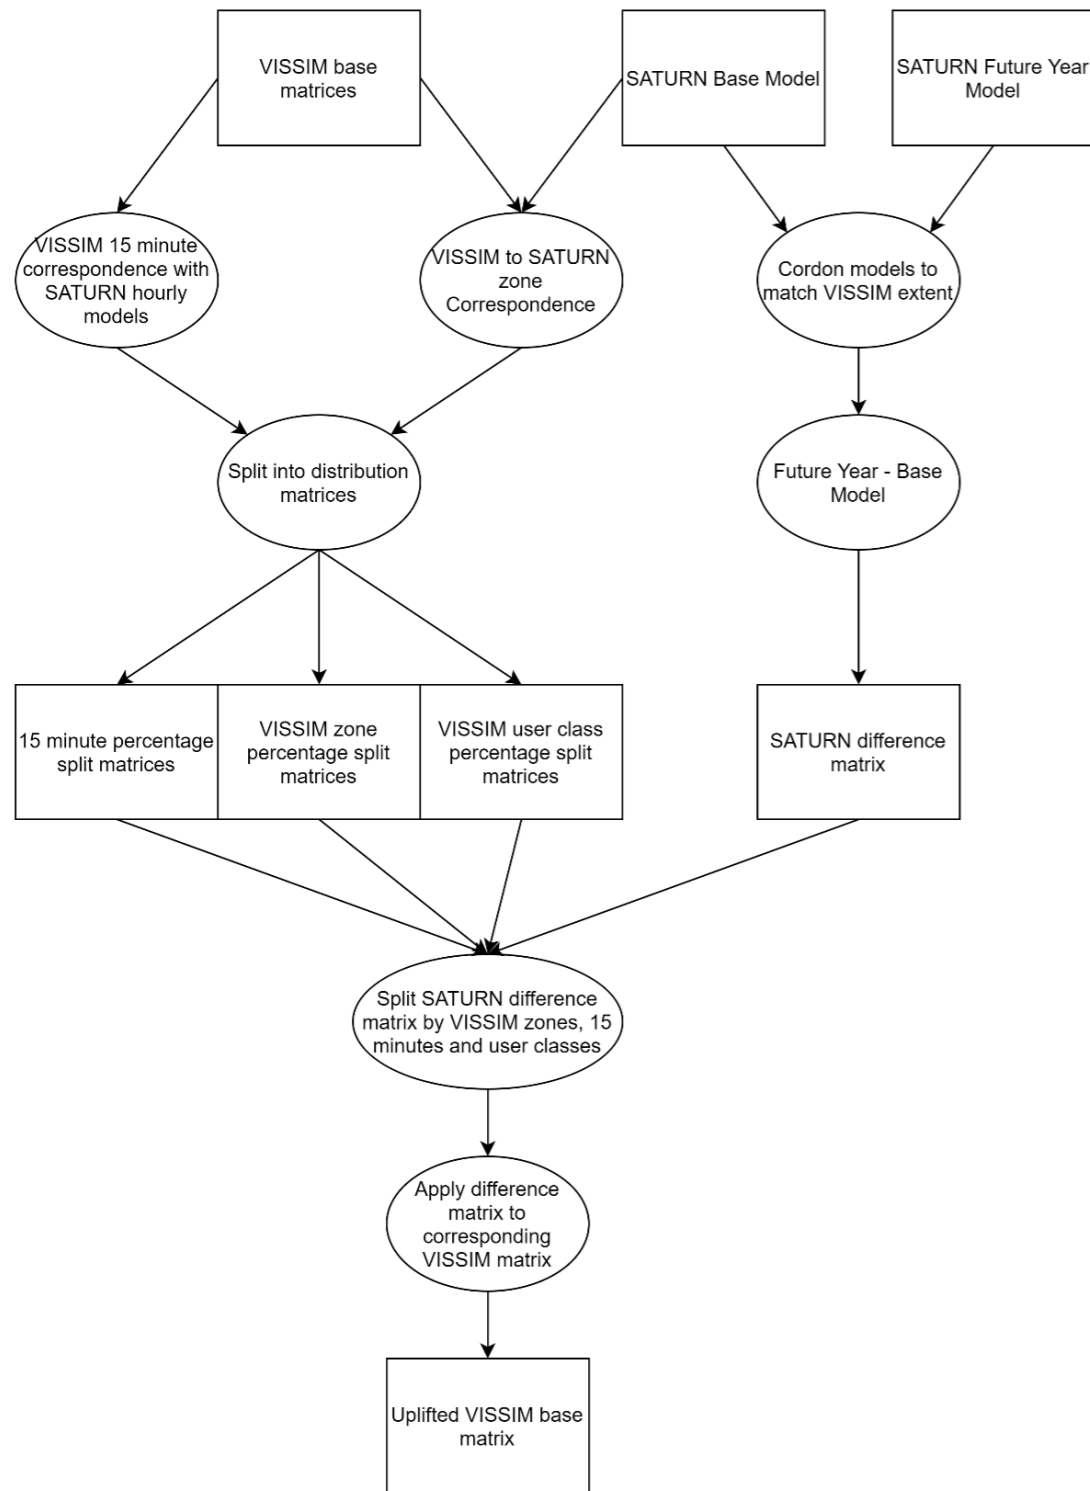 VISSIM base
matrices
SATURN Base Model
SATURN Future Year
Model
VISSIM 15 minute
correspondence with
SATURN hourly
models
VISSIM to SATURN
zone
Correspondence
Cordon models to
match VISSIM extent
Split into distribution
matrices
Future Year - Base
Model
15 minute percentage
split matrices
VISSIM zone
percentage split
matrices
VISSIM user class
percentage split
matrices
SATURN difference
matrix
Split SATURN difference
matrix by VISSIM zones, 15
minutes and user classes
Apply difference
matrix to
corresponding
VISSIM matrix
Uplifted VISSIM base
matrix